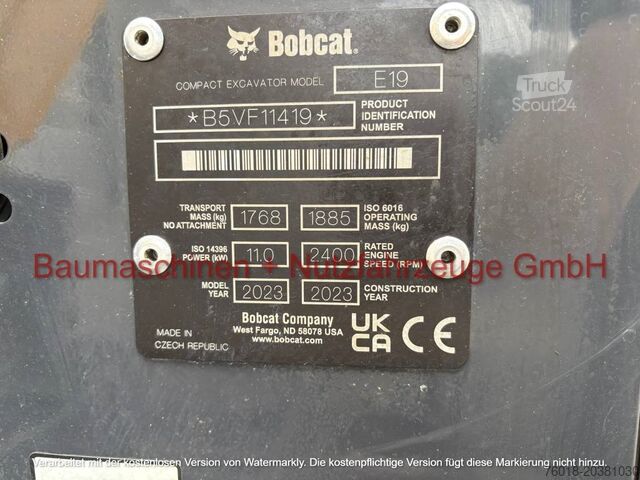 Bobcat.
COMPACT EXCAVATOR MODEL E19
*B5VF11419* PRODUCT IDENTIFICATION NUMBER
TRANSPORT MASS (kg) NO ATTACHMENT 1768 1885 ISO 6016 OPERATING MASS (kg)
ISO 14396 POWER (kW) 11.0 2400 RATED ENGINE SPEED (RPM)
Baumaschinen + Nutzfahrzeuge GmbH
MODEL YEAR 2023 2023 CONSTRUCTION YEAR
Bobcat Company
West Fargo, ND 58078 USA
www.bobcat.com
MADE IN
CZECH REPUBLIC
UK
CA CE
Truck
Scout24
Verarbeitet mit der kostenlosen Version von Watermarkly. Die kostenpflichtige Version fügt diese Markierung nicht hinzu.
76018-20381030